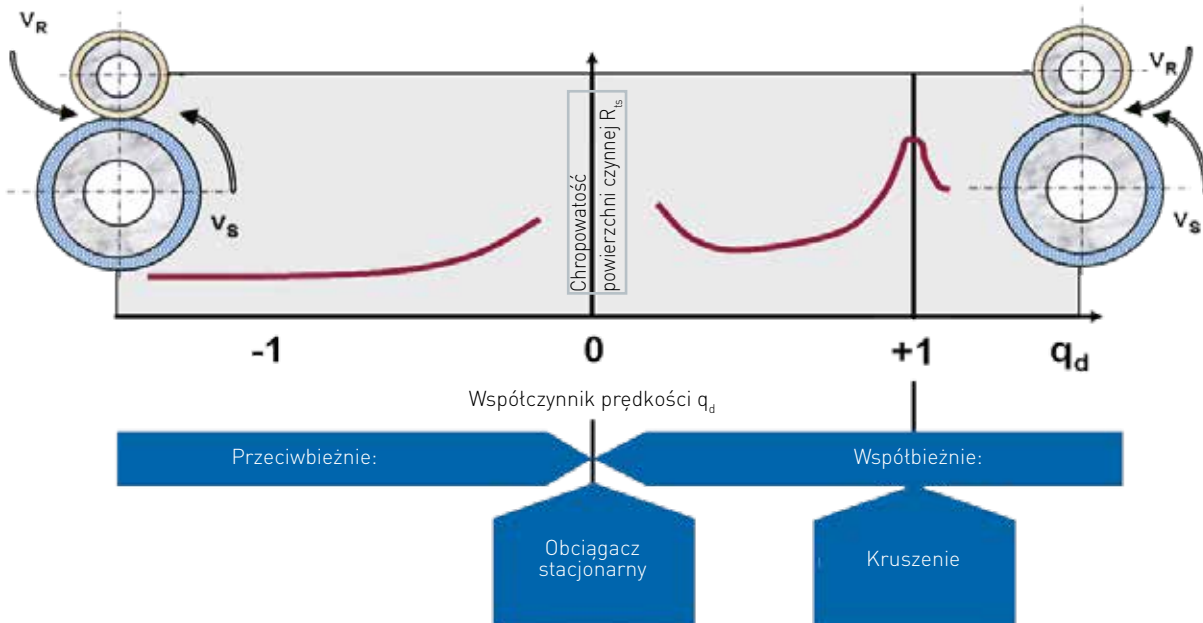 V_R
V_S
Chropowatość
powierzchni czynnej R_ts
V_R
V_S
-1
0
+1
q_d
Współczynnik prędkości q_d
Przeciwbieżnie:
Współbieżnie:
Obciągacz
stacjonarny
Kruszenie